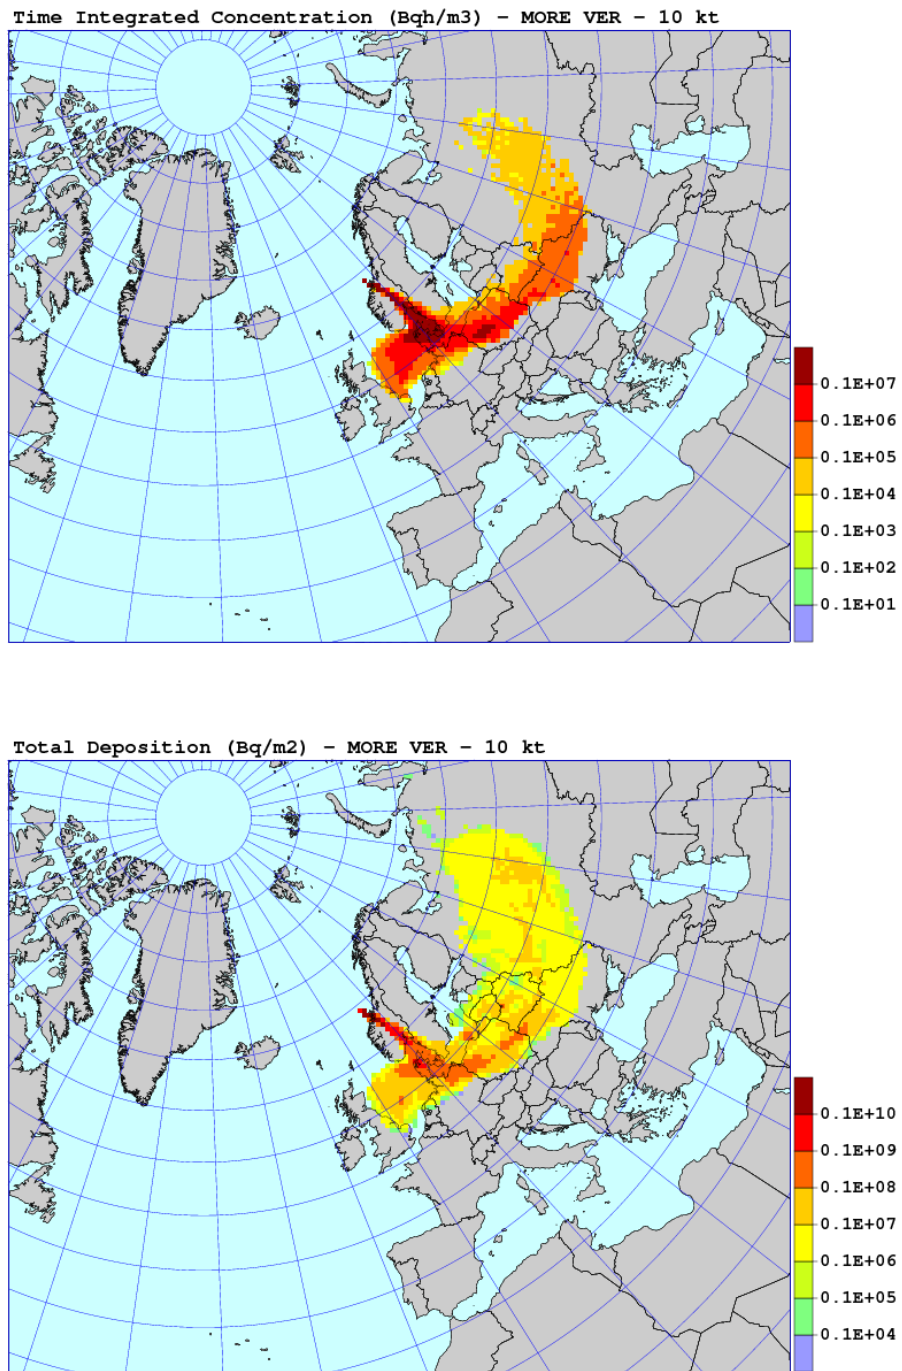 Time Integrated Concentration (Bqh/m3) – MORE VER – 10 kt
0.1E+07
0.1E+06
0.1E+05
0.1E+04
0.1E+03
0.1E+02
0.1E+01
Total Deposition (Bq/m2) – MORE VER – 10 kt
0.1E+10
0.1E+09
0.1E+08
0.1E+07
0.1E+06
0.1E+05
0.1E+04